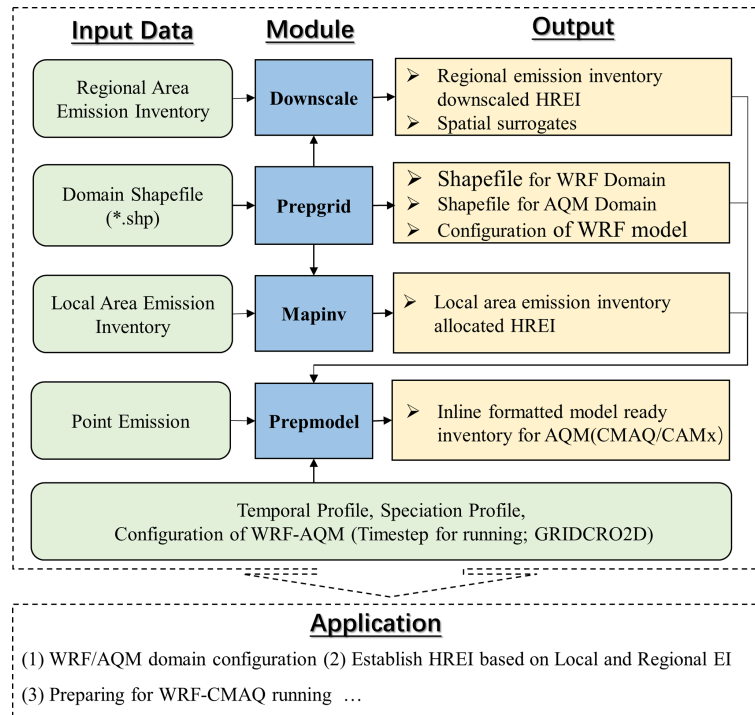 Input Data
Module
Output
Regional Area
Emission Inventory
Downscale
➢ Regional emission inventory
downscaled HREI
➢ Spatial surrogates
Domain Shapefile
(*.shp)
Prepgrid
➢ Shapefile for WRF Domain
➢ Shapefile for AQM Domain
➢ Configuration of WRF model
Local Area Emission
Inventory
Mapinv
➢ Local area emission inventory
allocated HREI
Point Emission
Prepmodel
➢ Inline formatted model ready
inventory for AQM(CMAQ/CAMx)
Temporal Profile, Speciation Profile,
Configuration of WRF-AQM (Timestep for running; GRIDCRO2D)
Application
(1) WRF/AQM domain configuration (2) Establish HREI based on Local and Regional EI
(3) Preparing for WRF-CMAQ running …